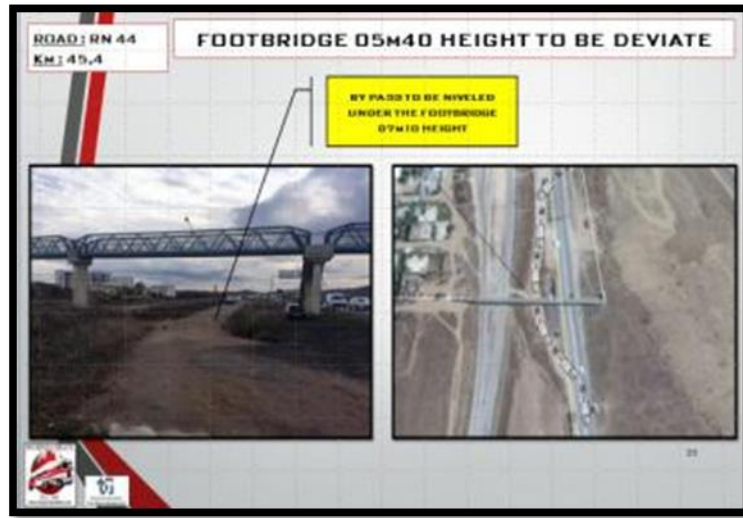 ROAD: RN 44
KM: 45,4
FOOTBRIDGE 05M40 HEIGHT TO BE DEVIATE
BY PASS TO BE NIVELED
UNDER THE FOOTBRIDGE
07M10 HEIGHT